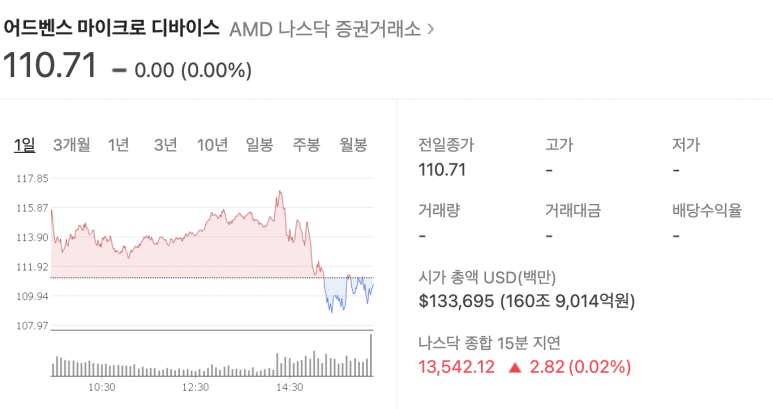 어드벤스 마이크로 디바이스 AMD 나스닥 증권거래소 >
110.71 – 0.00 (0.00%)
1일 3개월 1년 3년 10년 일봉 주봉 월봉
117.85
115.87
113.90
111.92
109.94
107.97
10:30 12:30 14:30
전일종가 고가 저가
110.71 - -
거래량 거래대금 배당수익율
- - -
시가 총액 USD(백만)
$133,695 (160조 9,014억원)
나스닥 종합 15분 지연
13,542.12 ▲ 2.82 (0.02%)